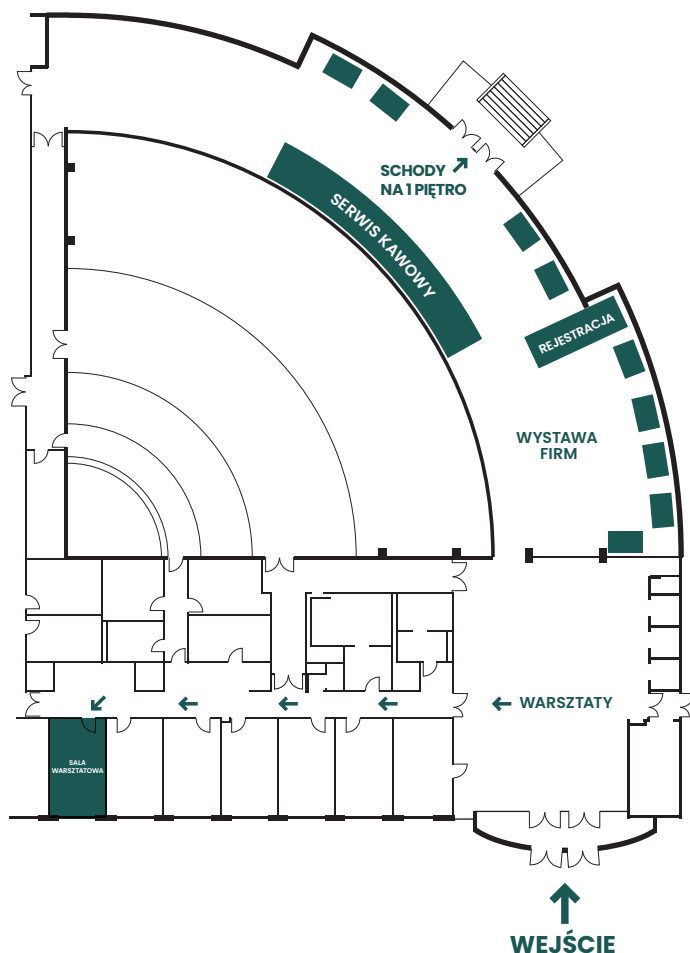 SCHODY
NA 1 PIĘTRO
SERWIS KAWOWY
REJESTRACJA
WYSTAWA
FIRM
WARSZTATY
SALA
WARSZTATOWA
WEJŚCIE